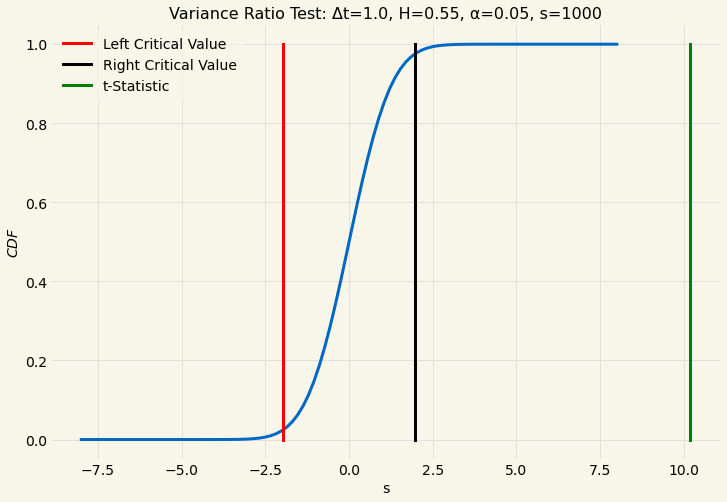 Variance Ratio Test: Δt=1.0, H=0.55, α=0.05, s=1000
Left Critical Value
Right Critical Value
t-Statistic
CDF
1.0
0.8
0.6
0.4
0.2
0.0
−7.5 −5.0 −2.5 0.0 2.5 5.0 7.5 10.0
s